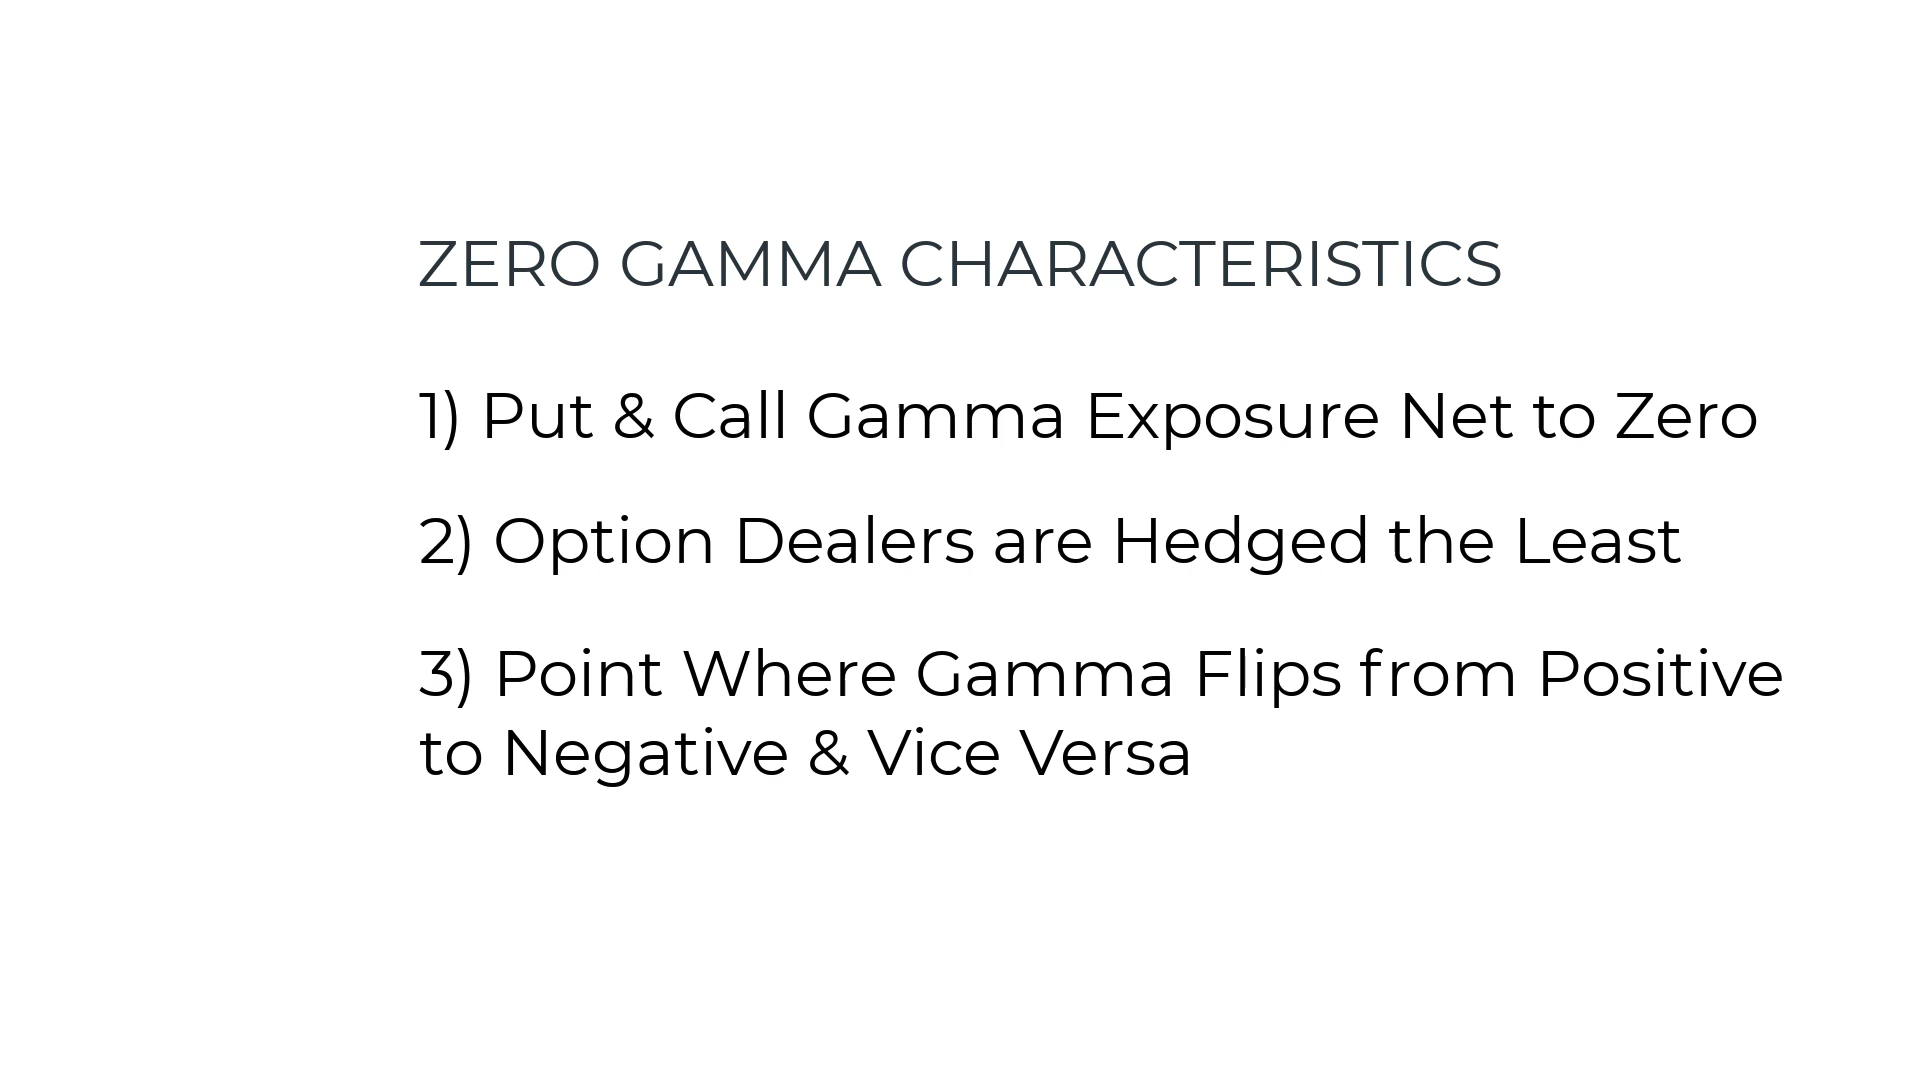 ZERO GAMMA CHARACTERISTICS
1) Put & Call Gamma Exposure Net to Zero
2) Option Dealers are Hedged the Least
3) Point Where Gamma Flips from Positive
to Negative & Vice Versa